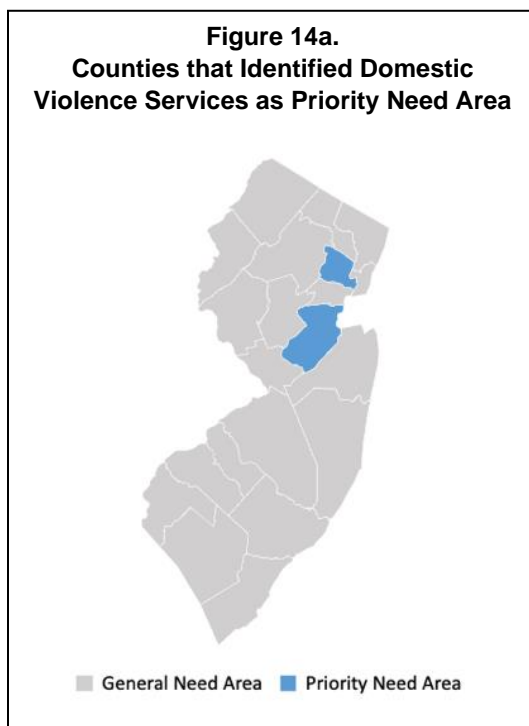 Figure 14a.
Counties that Identified Domestic
Violence Services as Priority Need Area
General Need Area Priority Need Area